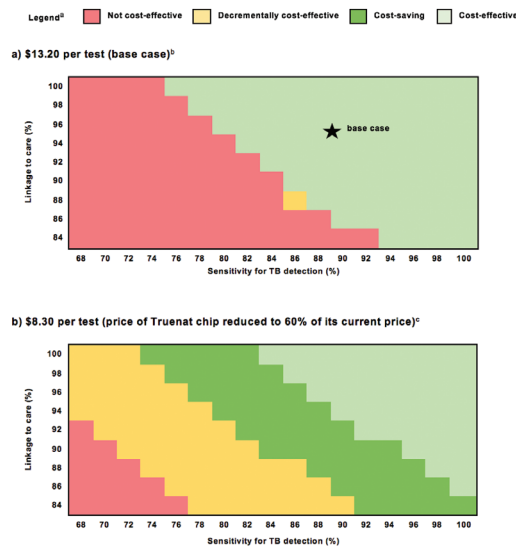 Legendᵃ Not cost-effective Decrementally cost-effective Cost-saving Cost-effective
a) $13.20 per test (base case)ᵇ
Linkage to care (%)
100
98
96
94
92
90
88
86
84
base case
68 70 72 74 76 78 80 82 84 86 88 90 92 94 96 98 100
Sensitivity for TB detection (%)
b) $8.30 per test (price of Truenat chip reduced to 60% of its current price)ᶜ
Linkage to care (%)
100
98
96
94
92
90
88
86
84
68 70 72 74 76 78 80 82 84 86 88 90 92 94 96 98 100
Sensitivity for TB detection (%)